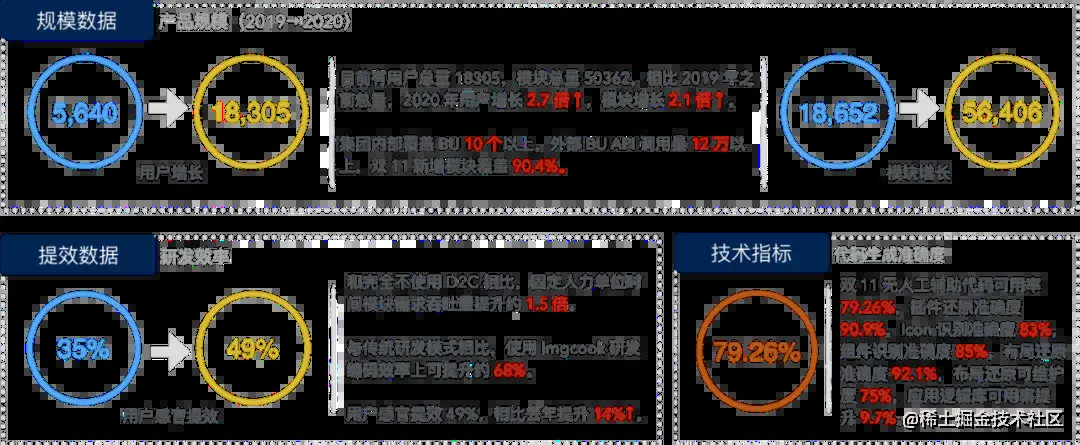 规模数据
产品规模（2019→2020）
5,640
18,305
用户增长
目前有用户总量 18305，模块总量 56362，相比 2019 年之
前总量，2020 年用户增长 2.7 倍↑，模块增长 2.1 倍↑。
集团内部覆盖 BU 10 个以上，外部 BU API 调用量 12 万以
上，双 11 新增模块覆盖 90.4%。
18,652
56,406
模块增长
提效数据
研发效率
35%
49%
用户感官提效
和完全不使用 D2C 相比，固定人力单位时
间模块需求吞吐量提升约 1.5 倍。
与传统研发模式相比，使用 Imgcook 研发
编码效率上可提升约 68%。
用户感官提效 49%，相比去年提升 14%↑。
技术指标
代码生成准确度
79.26%
双 11 无人工辅助代码可用率
79.26%，智件还原准确度
90.9%，Icon 识别准确度 83%，
组件识别准确度 85%，布局还原
准确度 92.1%，布局还原可维护
度 75%，应用逻辑库可用率提
升 9.7%
@稀土掘金技术社区